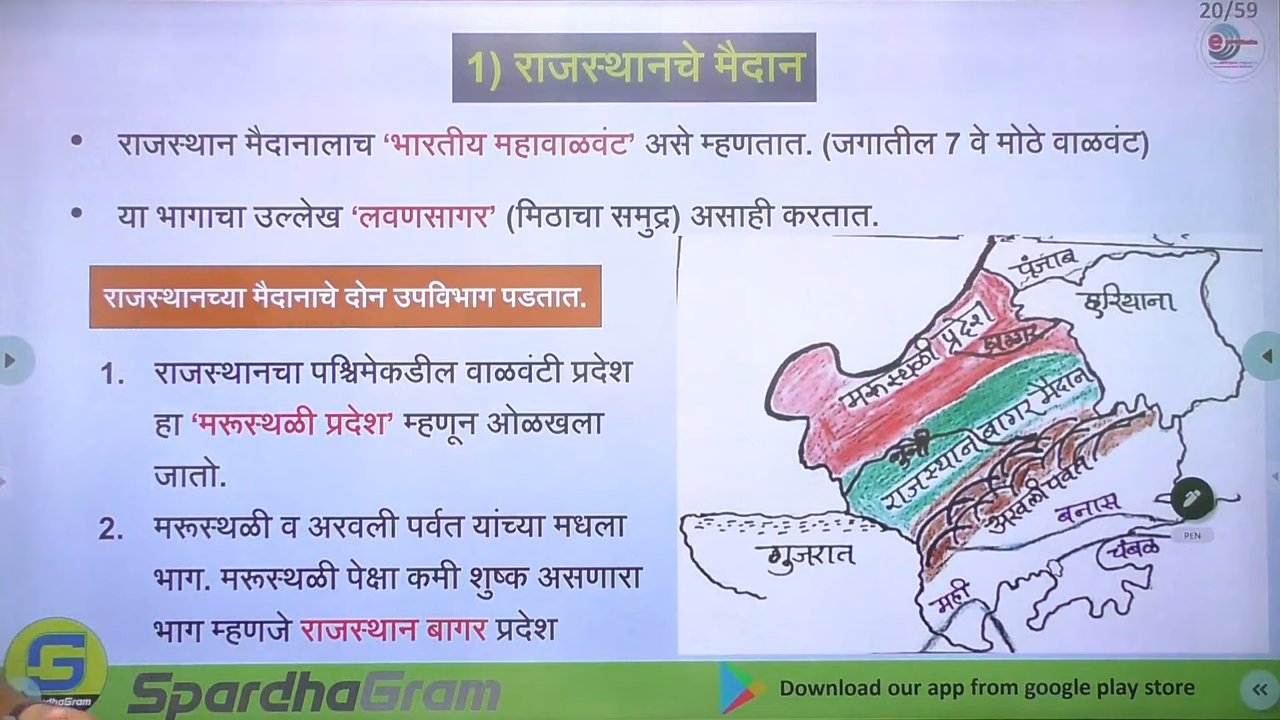 20/59
1) राजस्थानचे मैदान
• राजस्थान मैदानालाच ‘भारतीय महावाळवंट’ असे म्हणतात. (जगातील 7 वे मोठे वाळवंट)
• या भागाचा उल्लेख ‘लवणसागर’ (मिठाचा समुद्र) असाही करतात.
राजस्थानच्या मैदानाचे दोन उपविभाग पडतात.
1. राजस्थानचा पश्चिमेकडील वाळवंटी प्रदेश
हा ‘मरूस्थळी प्रदेश’ म्हणून ओळखला
जातो.
2. मरूस्थळी व अरवली पर्वत यांच्या मधला
भाग. मरूस्थळी पेक्षा कमी शुष्क असणारा
भाग म्हणजे राजस्थान बागर प्रदेश
पंजाब
हरियाना
मरूस्थळी प्रदेश
घग्गर
लुनी
राजस्थान बागर मैदान
अरवली पर्वत
बनास
चंबळ
गुजरात
मही
PEN
SpardhaGram
Download our app from google play store